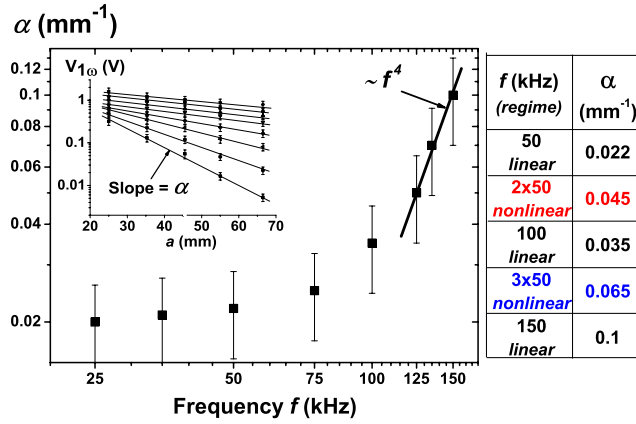 α (mm⁻¹)
0.12
0.1
0.08
0.06
0.04
0.02
25
50
75
100
125
150
Frequency f (kHz)
~ f⁴
V1ω (V)
1
0.1
0.01
20
30
40
50
60
70
a (mm)
Slope = α
f (kHz)
(regime)
α
(mm⁻¹)
50
linear
0.022
2x50
nonlinear
0.045
100
linear
0.035
3x50
nonlinear
0.065
150
linear
0.1